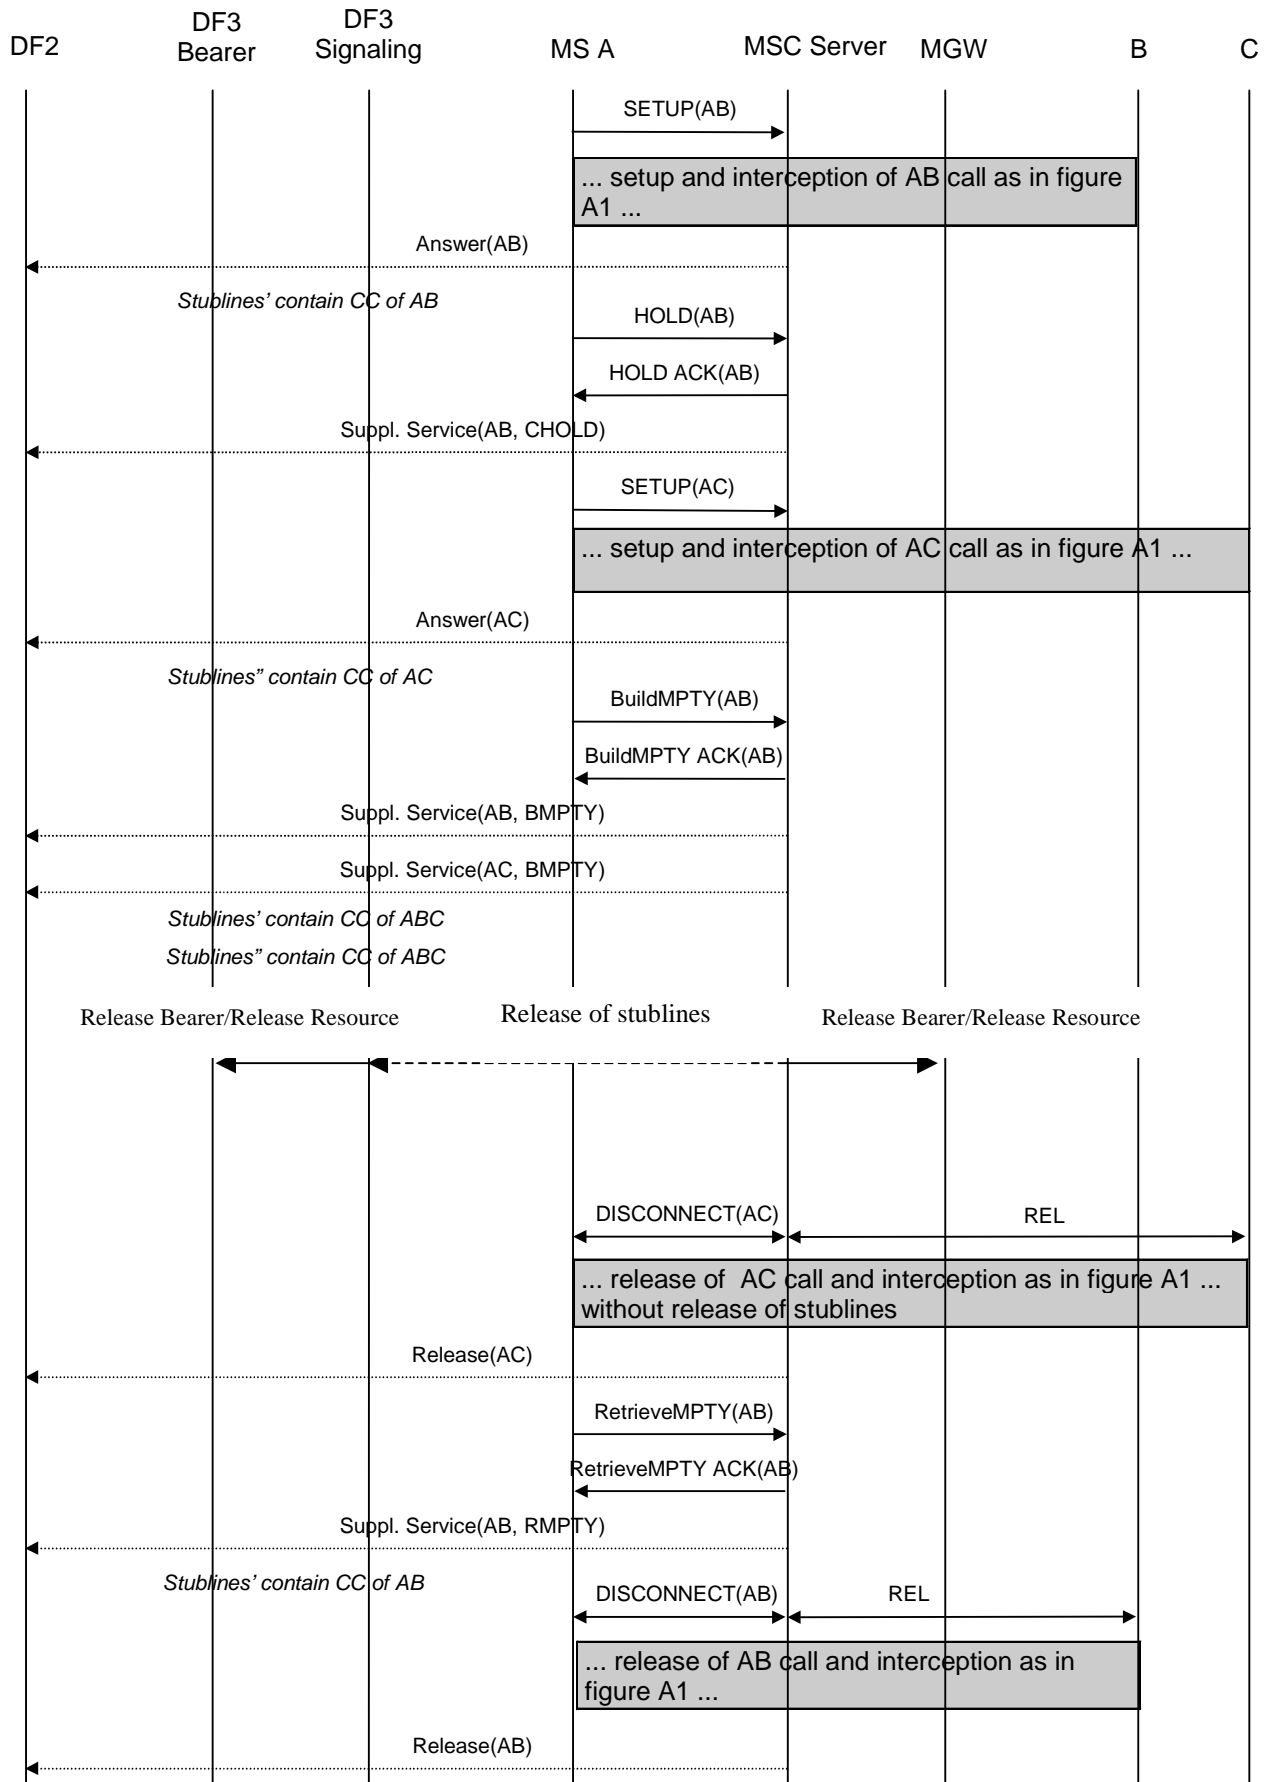 DF2
DF3
Bearer
DF3
Signaling
MS A
MSC Server
MGW
B
C
SETUP(AB)
... setup and interception of AB call as in figure
A1 ...
Answer(AB)
Stublines’ contain CC of AB
HOLD(AB)
HOLD ACK(AB)
Suppl. Service(AB, CHOLD)
SETUP(AC)
... setup and interception of AC call as in figure A1 ...
Answer(AC)
Stublines” contain CC of AC
BuildMPTY(AB)
BuildMPTY ACK(AB)
Suppl. Service(AB, BMPTY)
Suppl. Service(AC, BMPTY)
Stublines’ contain CC of ABC
Stublines” contain CC of ABC
Release Bearer/Release Resource
Release of stublines
Release Bearer/Release Resource
DISCONNECT(AC)
REL
... release of  AC call and interception as in figure A1 ...
without release of stublines
Release(AC)
RetrieveMPTY(AB)
RetrieveMPTY ACK(AB)
Suppl. Service(AB, RMPTY)
Stublines’ contain CC of AB
DISCONNECT(AB)
REL
... release of AB call and interception as in
figure A1 ...
Release(AB)